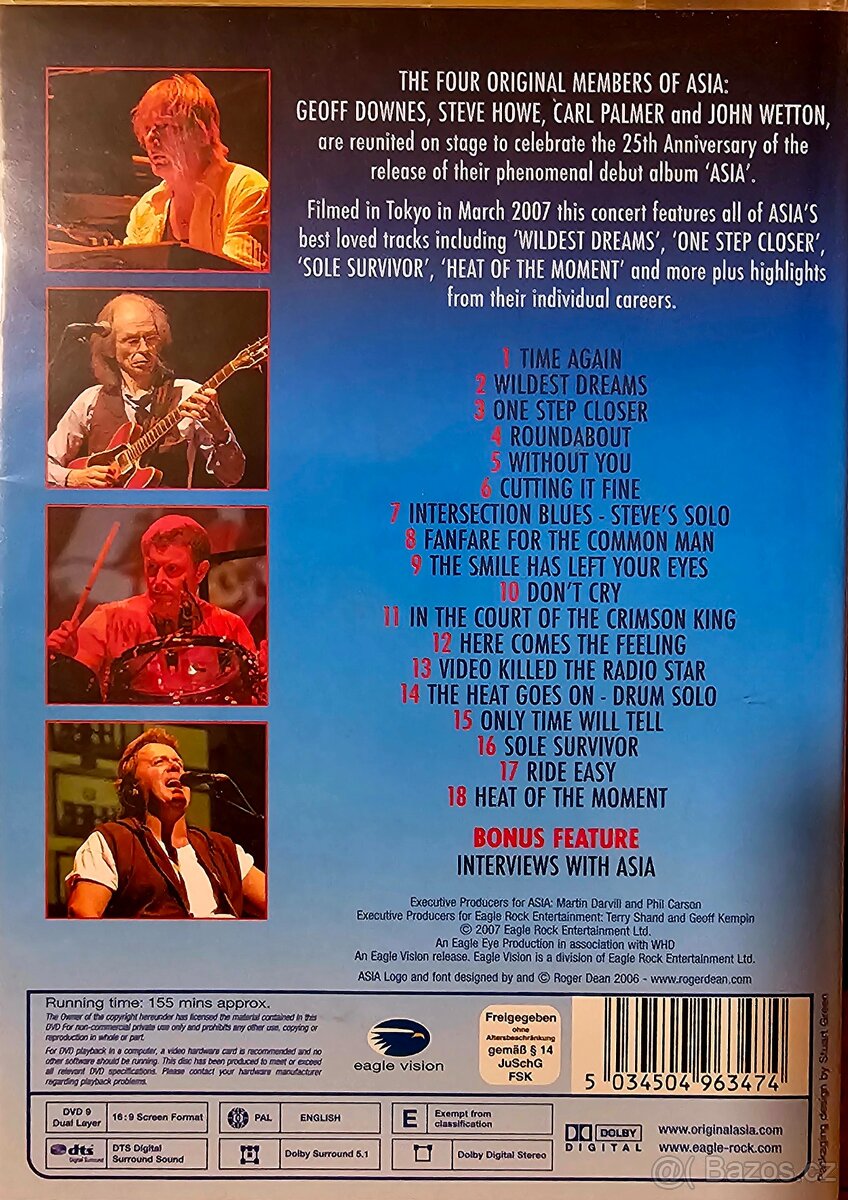 THE FOUR ORIGINAL MEMBERS OF ASIA:
GEOFF DOWNES, STEVE HOWE, CARL PALMER and JOHN WETTON,
are reunited on stage to celebrate the 25th Anniversary of the
release of their phenomenal debut album ‘ASIA’.
Filmed in Tokyo in March 2007 this concert features all of ASIA’S
best loved tracks including ‘WILDEST DREAMS’, ‘ONE STEP CLOSER’,
‘SOLE SURVIVOR’, ‘HEAT OF THE MOMENT’ and more plus highlights
from their individual careers.
1 TIME AGAIN
2 WILDEST DREAMS
3 ONE STEP CLOSER
4 ROUNDABOUT
5 WITHOUT YOU
6 CUTTING IT FINE
7 INTERSECTION BLUES - STEVE’S SOLO
8 FANFARE FOR THE COMMON MAN
9 THE SMILE HAS LEFT YOUR EYES
10 DON’T CRY
11 IN THE COURT OF THE CRIMSON KING
12 HERE COMES THE FEELING
13 VIDEO KILLED THE RADIO STAR
14 THE HEAT GOES ON - DRUM SOLO
15 ONLY TIME WILL TELL
16 SOLE SURVIVOR
17 RIDE EASY
18 HEAT OF THE MOMENT
BONUS FEATURE
INTERVIEWS WITH ASIA
Executive Producers for ASIA: Martin Darvill and Phil Carson
Executive Producers for Eagle Rock Entertainment: Terry Shand and Geoff Kempin
© 2007 Eagle Rock Entertainment Ltd.
An Eagle Eye Production in association with WHD
An Eagle Vision release. Eagle Vision is a division of Eagle Rock Entertainment Ltd.
ASIA Logo and font designed by and © Roger Dean 2006 - www.rogerdean.com
Running time: 155 mins approx.
The Owner of the copyright hereunder has licensed the material contained in this
DVD For non-commercial private use only and prohibits any other use, copying or
reproduction in whole or part.
For DVD playback in a computer, a video hardware card is recommended and no
other software should be running. This disc has been produced to meet or exceed
all relevant DVD specifications. Please contact your hardware manufacturer
regarding playback problems.
eagle vision
Freigegeben
ohne
Altersbeschränkung
gemäß § 14
JuSchG
FSK
5 034504 963474
Packaging design by Stuart Green
DVD 9
Dual Layer
16:9 Screen Format
PAL
ENGLISH
E
Exempt from
classification
dts
Digital Surround
DTS Digital
Surround Sound
Dolby Surround 5.1
Dolby Digital Stereo
DOLBY
DIGITAL
www.originalasia.com
www.eagle-rock.com
@( Bazos.cz